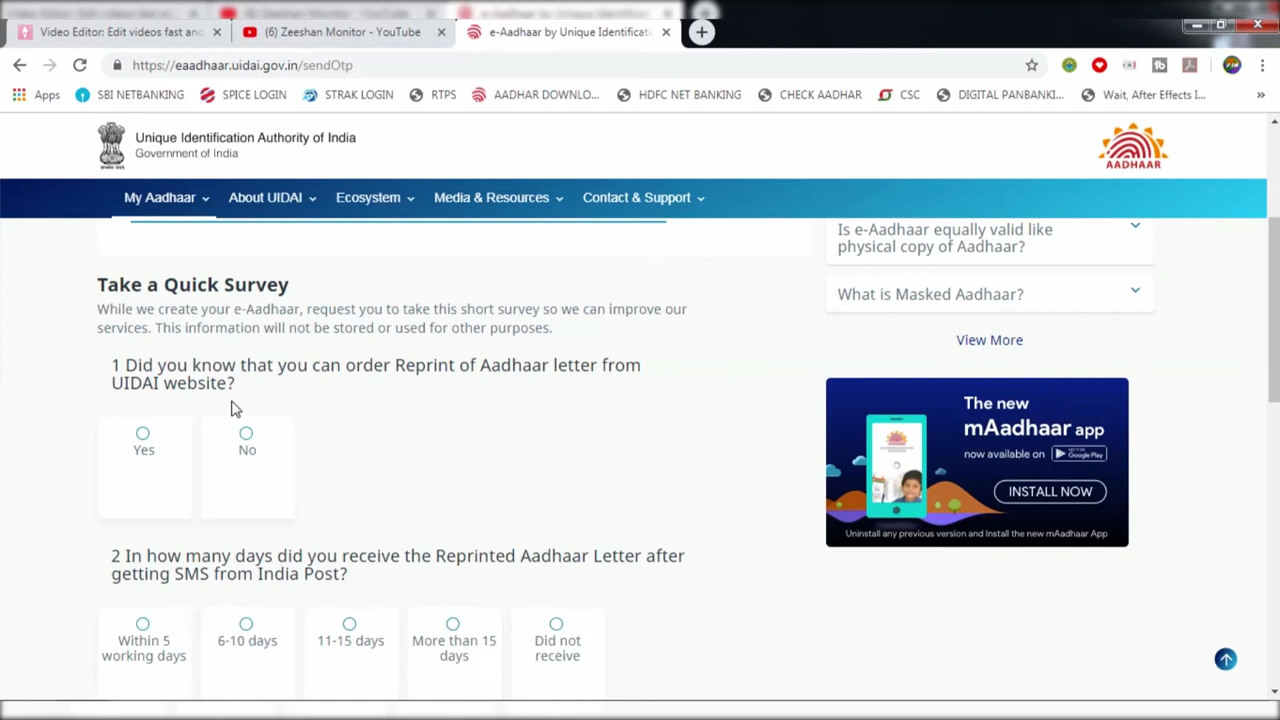 Video Editor: Edit videos fast and
(6) Zeeshan Monitor - YouTube
e-Aadhaar by Unique Identificati
https://eaadhaar.uidai.gov.in/sendOtp
Apps
SBI NETBANKING
SPICE LOGIN
STRAK LOGIN
RTPS
AADHAR DOWNLO...
HDFC NET BANKING
CHECK AADHAR
CSC
DIGITAL PANBANKI...
Wait, After Effects I...
»
Unique Identification Authority of India
Government of India
AADHAAR
My Aadhaar
About UIDAI
Ecosystem
Media & Resources
Contact & Support
Is e-Aadhaar equally valid like
physical copy of Aadhaar?
What is Masked Aadhaar?
View More
Take a Quick Survey
While we create your e-Aadhaar, request you to take this short survey so we can improve our
services. This information will not be stored or used for other purposes.
1 Did you know that you can order Reprint of Aadhaar letter from
UIDAI website?
Yes
No
The new
mAadhaar app
now available on
Google Play
INSTALL NOW
Uninstall any previous version and Install the new mAadhaar App
2 In how many days did you receive the Reprinted Aadhaar Letter after
getting SMS from India Post?
Within 5
working days
6-10 days
11-15 days
More than 15
days
Did not
receive